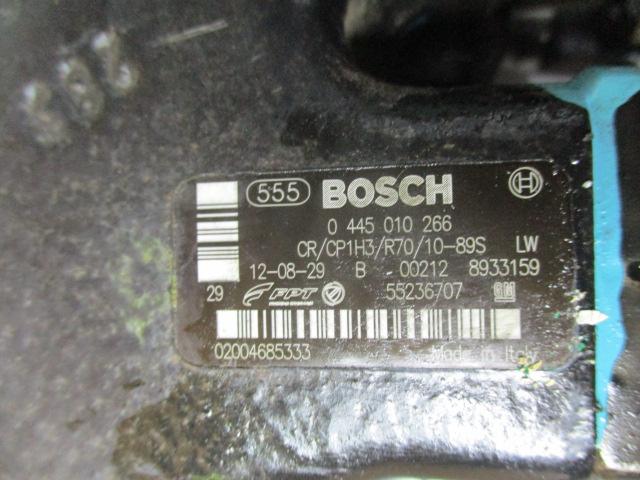 555 BOSCH
0 445 010 266
CR/CP1H3/R70/10-89S LW
12-08-29 B 00212 8933159
29 FPT 55236707 GM
02004685333 Made in Italy